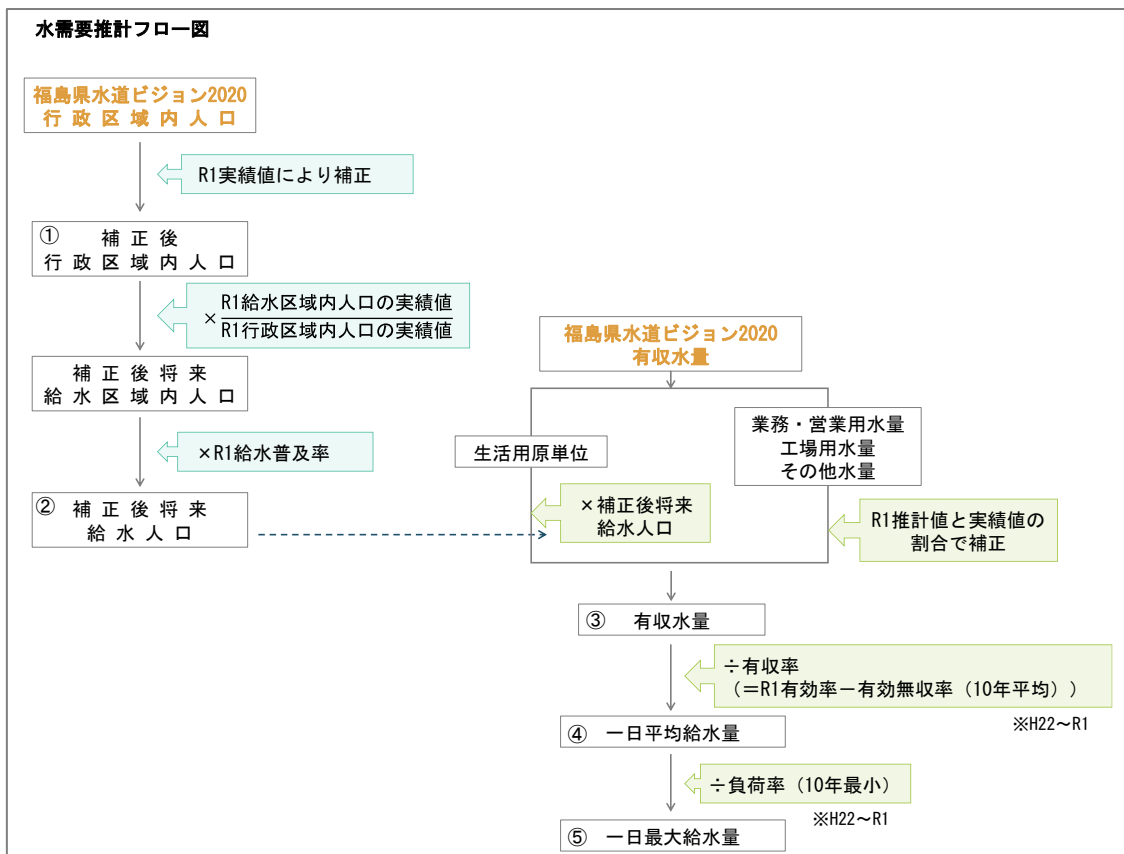 水需要推計フロー図
福島県水道ビジョン2020
行政区域内人口
R1実績値により補正
① 補正後
行政区域内人口
× R1給水区域内人口の実績値
R1行政区域内人口の実績値
補正後将来
給水区域内人口
×R1給水普及率
② 補正後将来
給水人口
福島県水道ビジョン2020
有収水量
生活用原単位
業務・営業用水量
工場用水量
その他水量
×補正後将来
給水人口
R1推計値と実績値の
割合で補正
③ 有収水量
÷有収率
(=R1有効率-有効無収率(10年平均))
※H22~R1
④ 一日平均給水量
÷負荷率(10年最小)
※H22~R1
⑤ 一日最大給水量